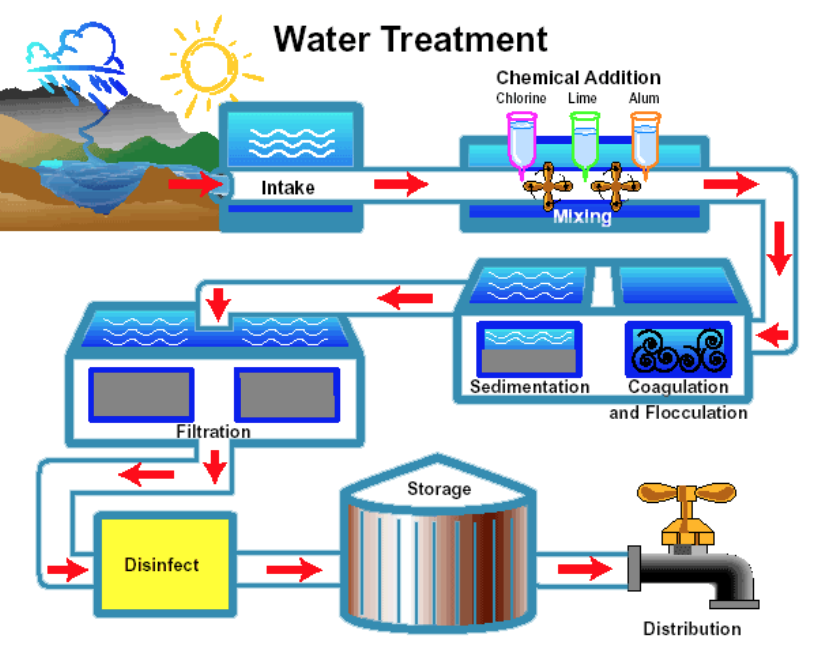 Water Treatment
Chemical Addition
Chlorine Lime Alum
Intake
Mixing
Sedimentation
Coagulation
and Flocculation
Filtration
Disinfect
Storage
Distribution